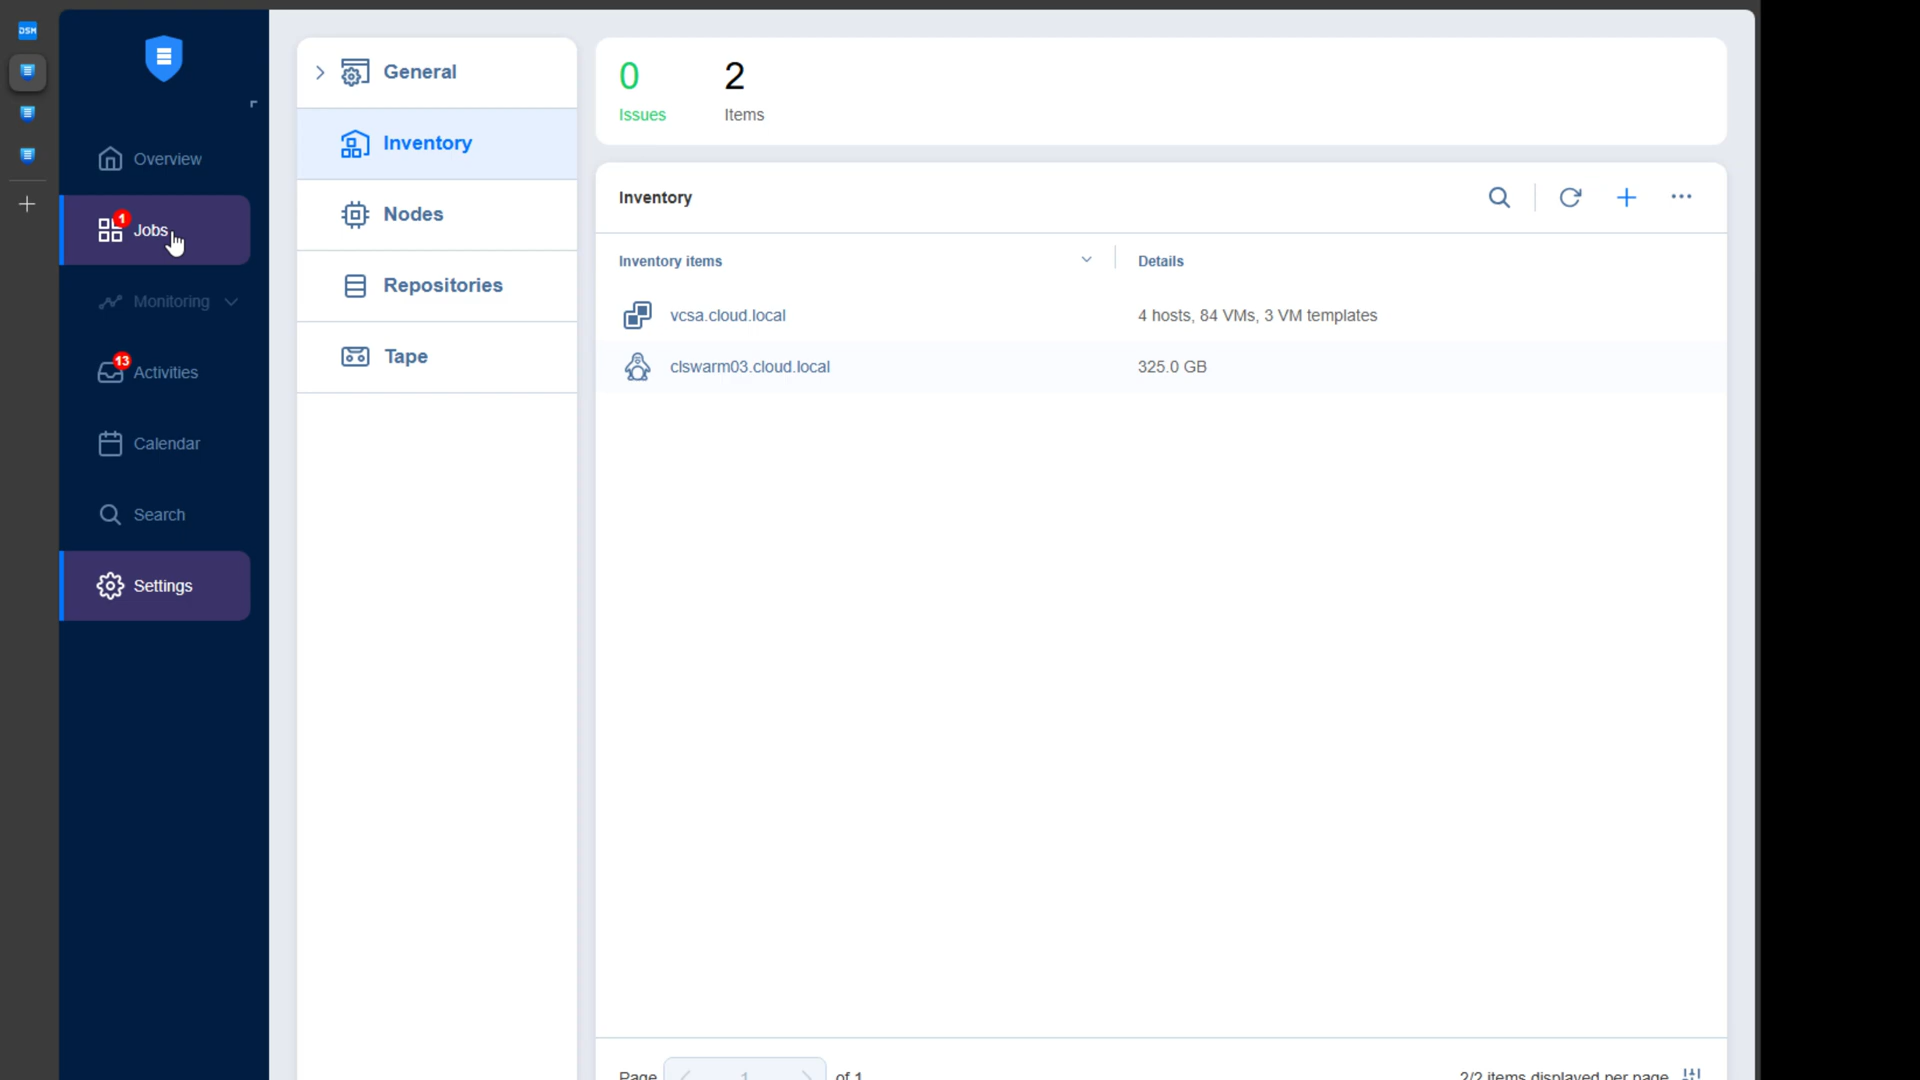 DSM
Overview
1
Jobs
Monitoring
13
Activities
Calendar
Search
Settings
General
Inventory
Nodes
Repositories
Tape
0
Issues
2
Items
Inventory
Inventory items
Details
vcsa.cloud.local
4 hosts, 84 VMs, 3 VM templates
clswarm03.cloud.local
325.0 GB
Page 1 of 1
2/2 items displayed per page